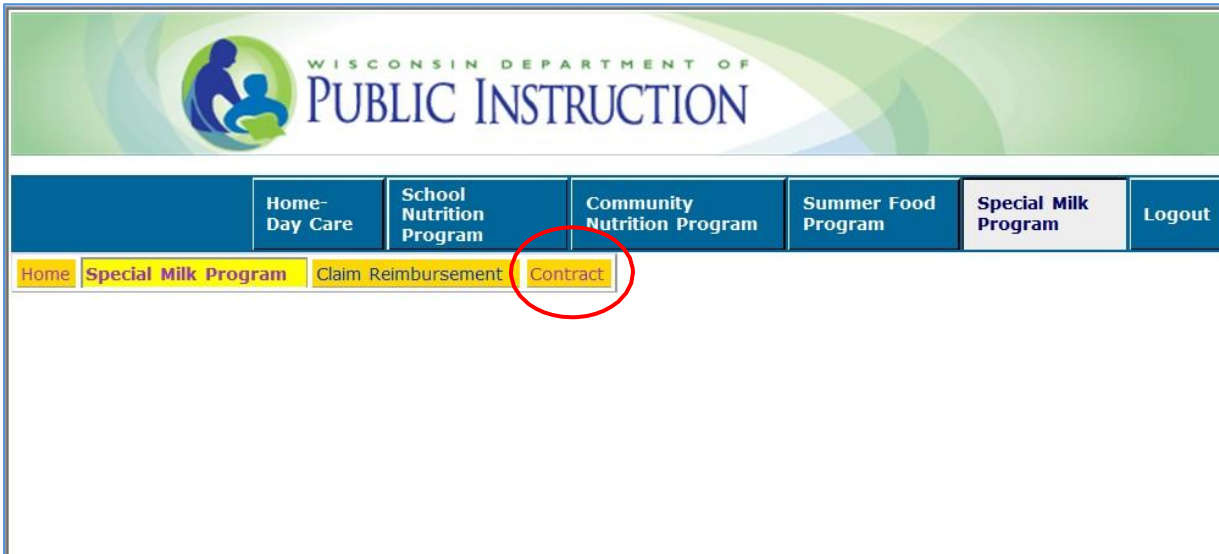 WISCONSIN DEPARTMENT OF
PUBLIC INSTRUCTION
Home-
Day Care
School
Nutrition
Program
Community
Nutrition Program
Summer Food
Program
Special Milk
Program
Logout
Home Special Milk Program Claim Reimbursement Contract